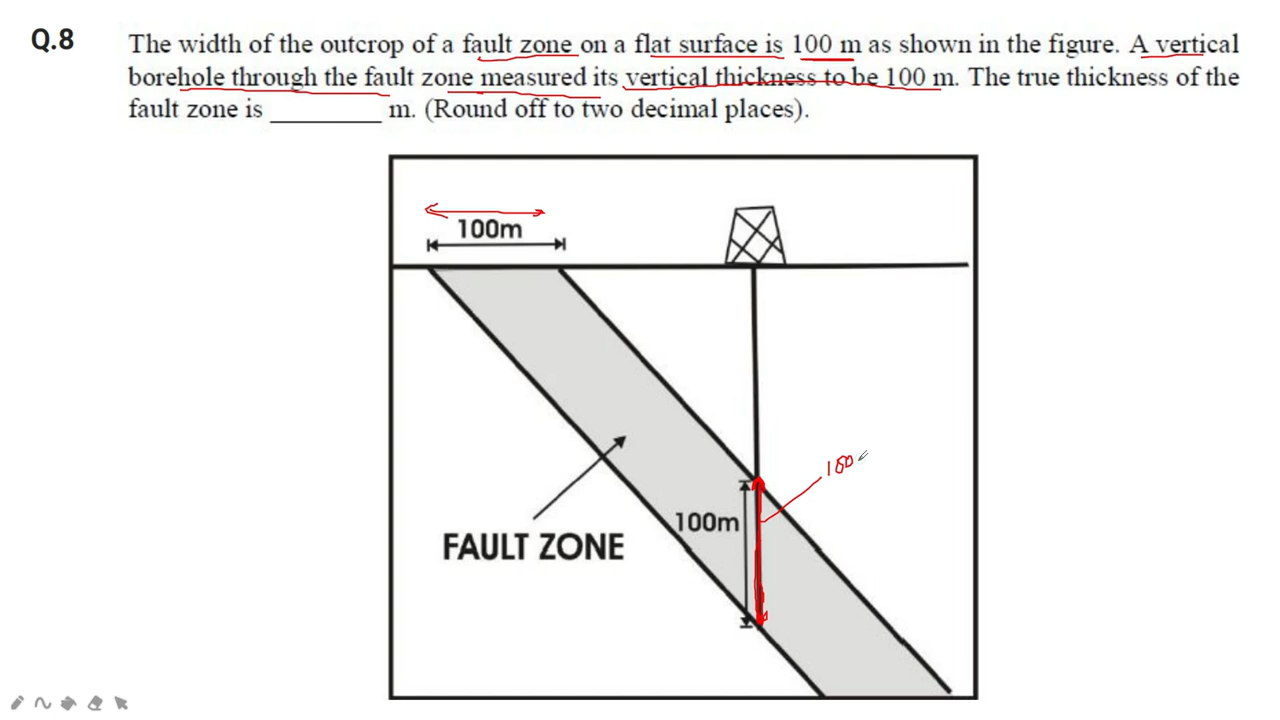 Q.8
The width of the outcrop of a fault zone on a flat surface is 100 m as shown in the figure. A vertical
borehole through the fault zone measured its vertical thickness to be 100 m. The true thickness of the
fault zone is ________ m. (Round off to two decimal places).
100m
100
100m
FAULT ZONE